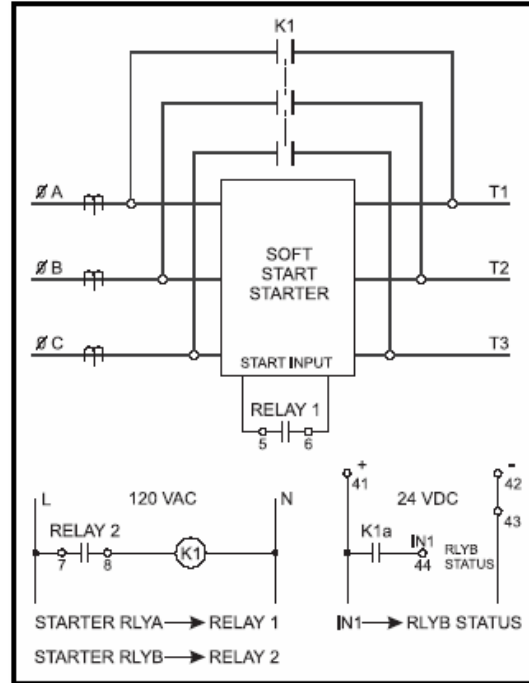 K1
ØA
T1
SOFT
START
STARTER
ØB
T2
ØC
T3
START INPUT
RELAY 1
5 6
+
-
41
42
L 120 VAC N
24 VDC
43
RELAY 2
K1a
IN1
RLYB
STATUS
7 8
K1
44
STARTER RLYA RELAY 1
IN1 RLYB STATUS
STARTER RLYB RELAY 2